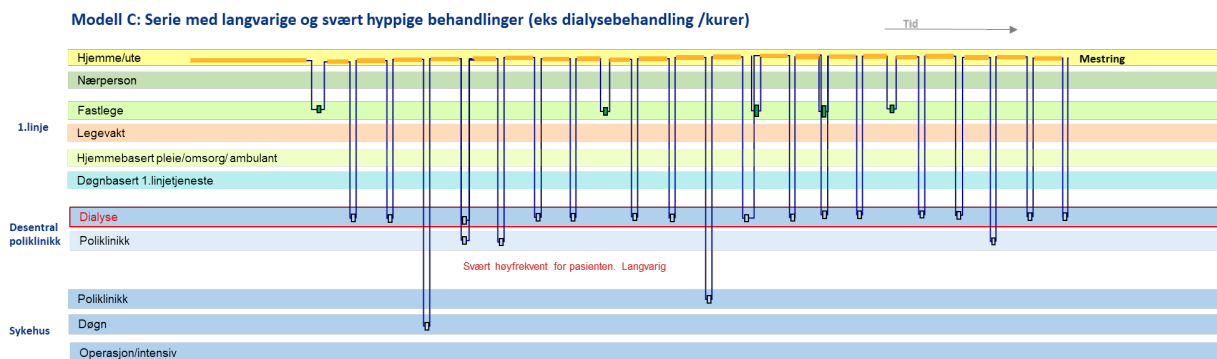 Modell C: Serie med langvarige og svært hyppige behandlinger (eks dialysebehandling /kurer)
Tid
Hjemme/ute
Mestring
Nærperson
Fastlege
1.linje
Legevakt
Hjemmebasert pleie/omsorg/ ambulant
Døgnbasert 1.linjetjeneste
Dialyse
Desentral
poliklinikk
Poliklinikk
Svært høyfrekvent for pasienten. Langvarig
Poliklinikk
Døgn
Sykehus
Operasjon/intensiv